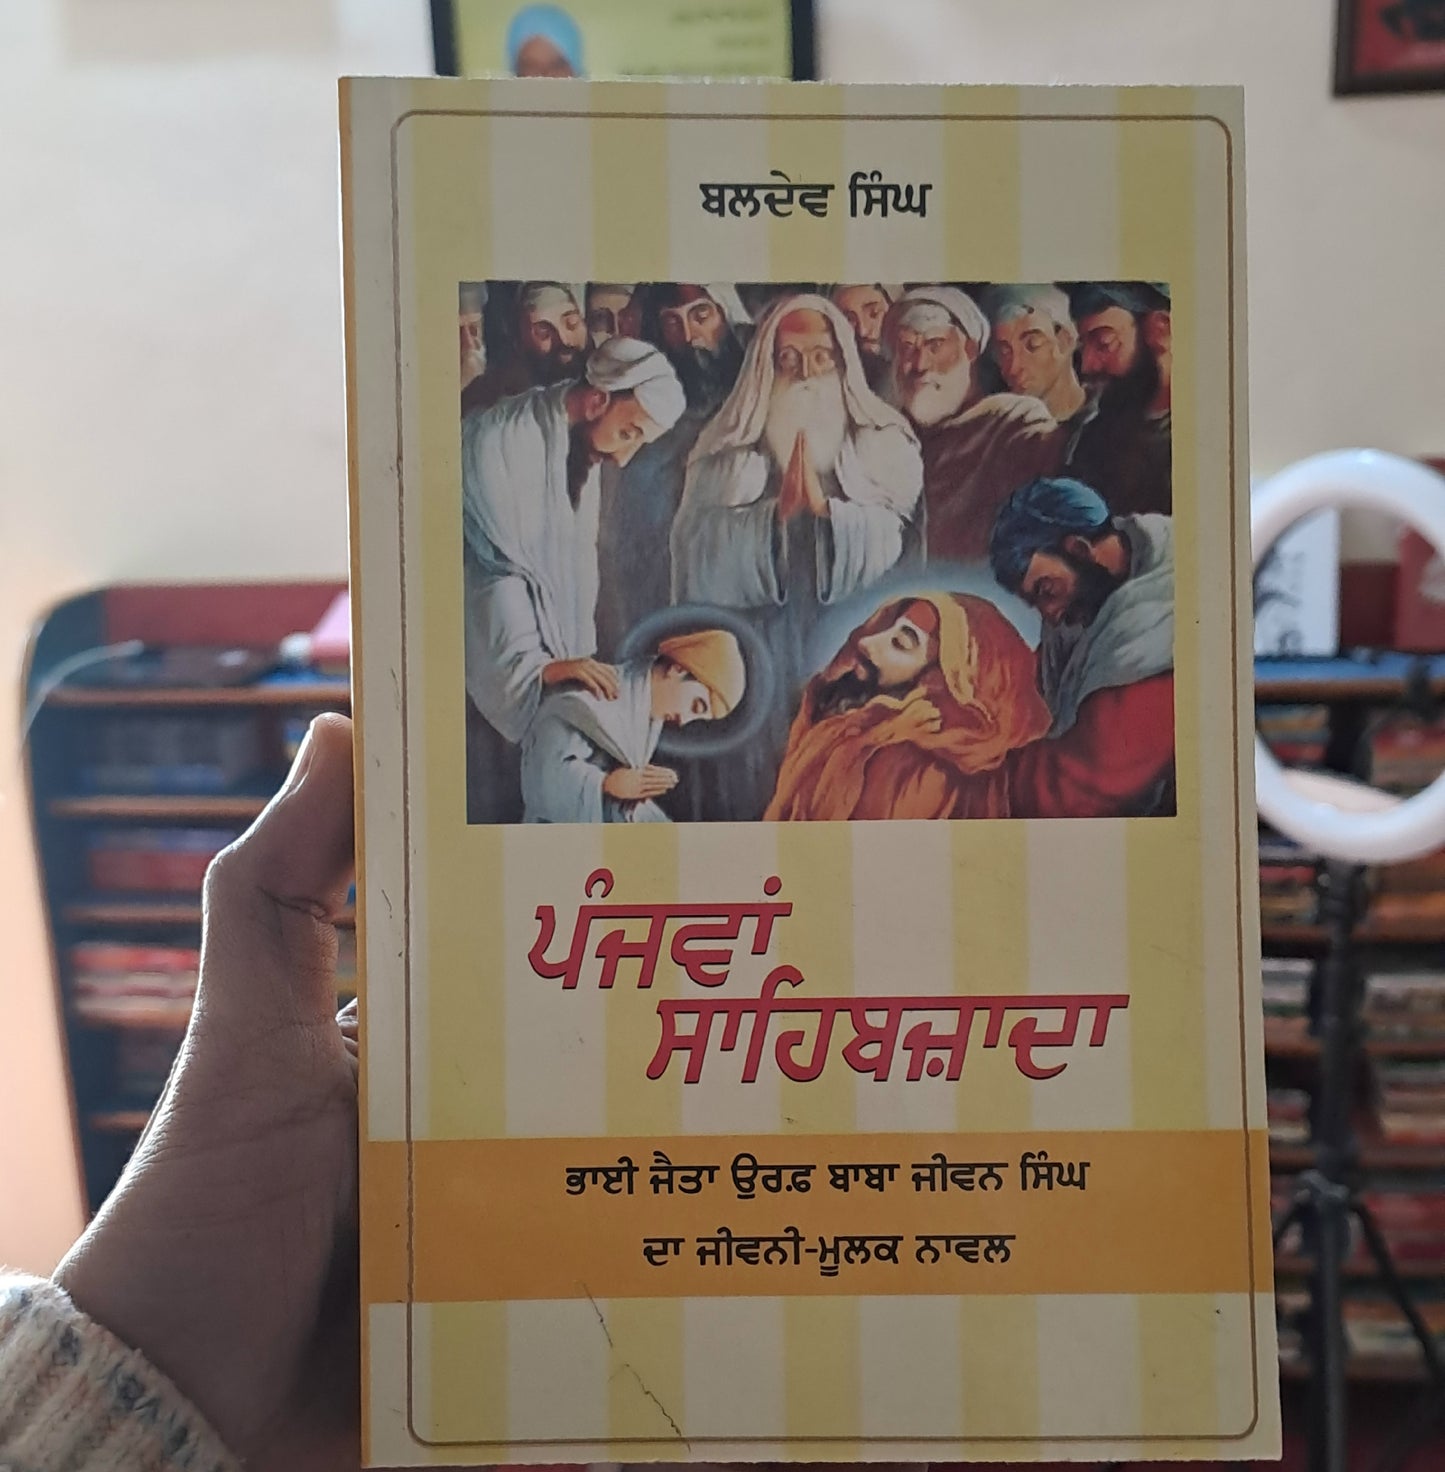 ਬਲਦੇਵ ਸਿੰਘ
ਪੰਜਵਾਂ
ਸਾਹਿਬਜ਼ਾਦਾ
ਭਾਈ ਜੈਤਾ ਉਰਫ਼ ਬਾਬਾ ਜੀਵਨ ਸਿੰਘ
ਦਾ ਜੀਵਨੀ-ਮੂਲਕ ਨਾਵਲ